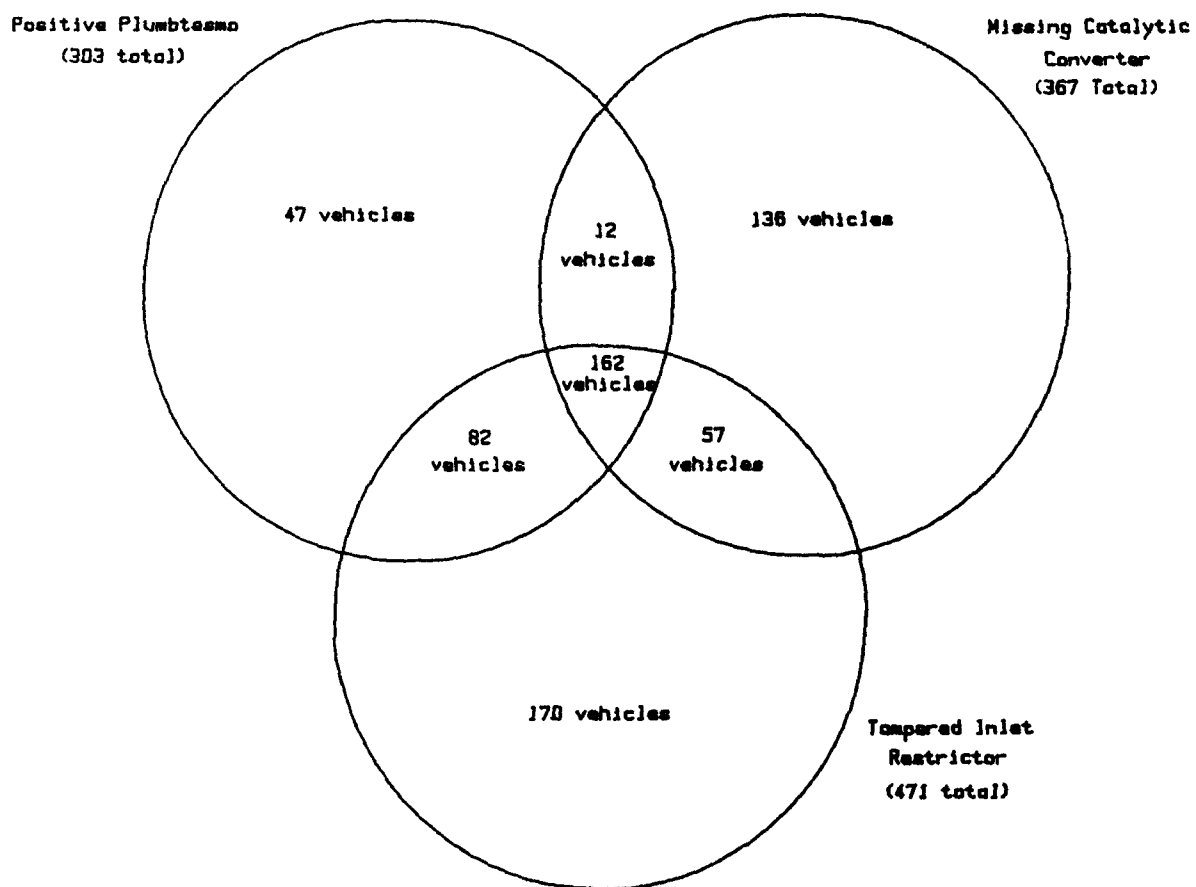 Positive Plumbtesmo
(303 total)
Missing Catalytic
Converter
(367 Total)
47 vehicles
12
vehicles
136 vehicles
162
vehicles
82
vehicles
57
vehicles
170 vehicles
Tampered Inlet
Restrictor
(471 total)